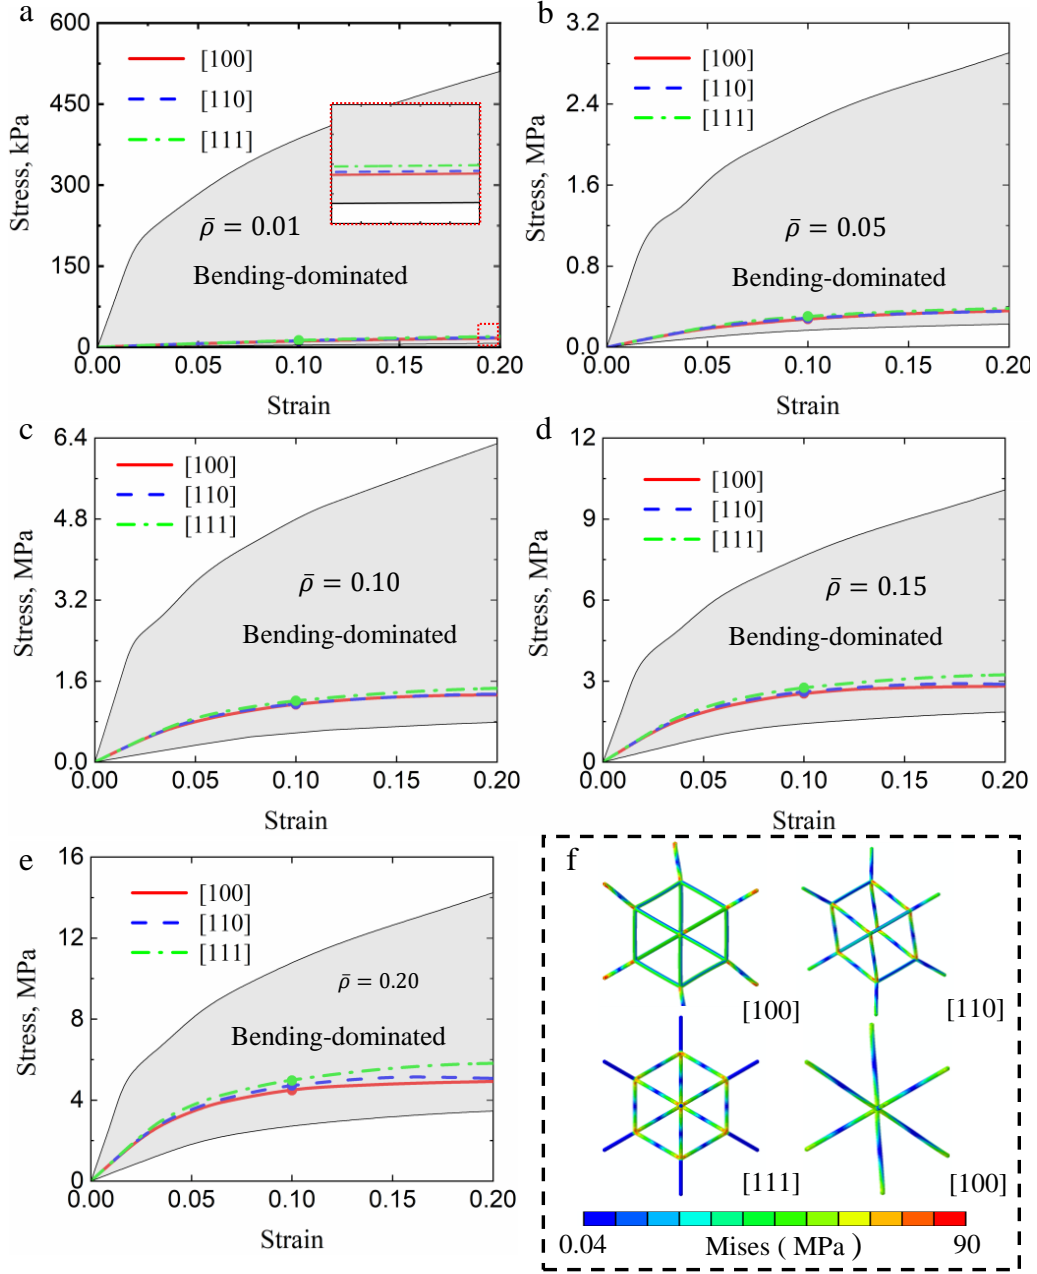 a
600
450
300
150
0
Stress, kPa
[100]
[110]
[111]
ρ̄ = 0.01
Bending-dominated
0.00 0.05 0.10 0.15 0.20
Strain
b
3.2
2.4
1.6
0.8
0.0
Stress, MPa
[100]
[110]
[111]
ρ̄ = 0.05
Bending-dominated
0.00 0.05 0.10 0.15 0.20
Strain
c
6.4
4.8
3.2
1.6
0.0
Stress, MPa
[100]
[110]
[111]
ρ̄ = 0.10
Bending-dominated
0.00 0.05 0.10 0.15 0.20
Strain
d
12
9
6
3
0
Stress, MPa
[100]
[110]
[111]
ρ̄ = 0.15
Bending-dominated
0.00 0.05 0.10 0.15 0.20
Strain
e
16
12
8
4
0
Stress, MPa
[100]
[110]
[111]
ρ̄ = 0.20
Bending-dominated
0.00 0.05 0.10 0.15 0.20
Strain
f
[100]
[110]
[111]
[100]
0.04 Mises ( MPa ) 90